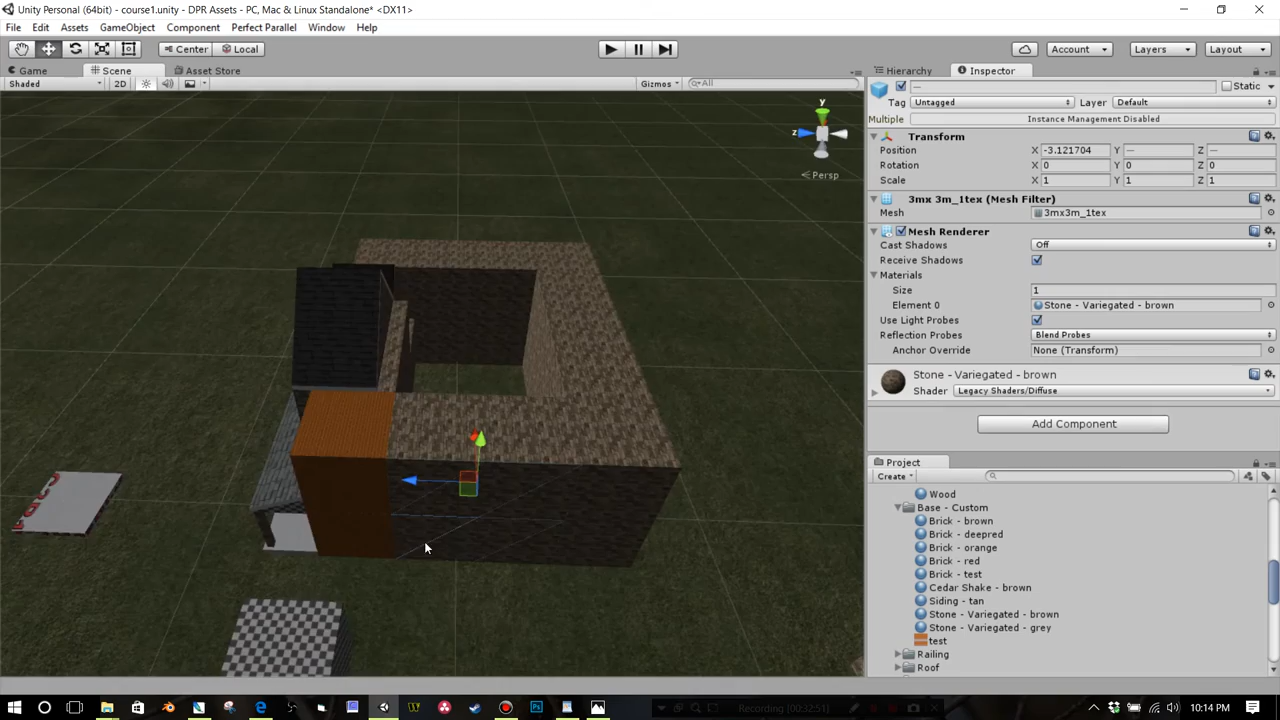 Unity Personal (64bit) - course1.unity - DPR Assets - PC, Mac & Linux Standalone* <DX11>
File Edit Assets GameObject Component Perfect Parallel Window Help
Center Local Account Layers Layout
Game Scene Asset Store Hierarchy Inspector
Shaded 2D Gizmos All
— Static
Tag Untagged Layer Default
Multiple Instance Management Disabled
Transform
Position X -3.121704 Y — Z —
Rotation X 0 Y 0 Z 0
Scale X 1 Y 1 Z 1
y
z
Persp
3mx 3m_1tex (Mesh Filter)
Mesh 3mx3m_1tex
Mesh Renderer
Cast Shadows Off
Receive Shadows
Materials
Size 1
Element 0 Stone - Variegated - brown
Use Light Probes
Reflection Probes Blend Probes
Anchor Override None (Transform)
Stone - Variegated - brown
Shader Legacy Shaders/Diffuse
Add Component
Project
Create
Wood
Base - Custom
Brick - brown
Brick - deepred
Brick - orange
Brick - red
Brick - test
Cedar Shake - brown
Siding - tan
Stone - Variegated - brown
Stone - Variegated - grey
test
Railing
Roof
Recording [00:32:51]
10:14 PM